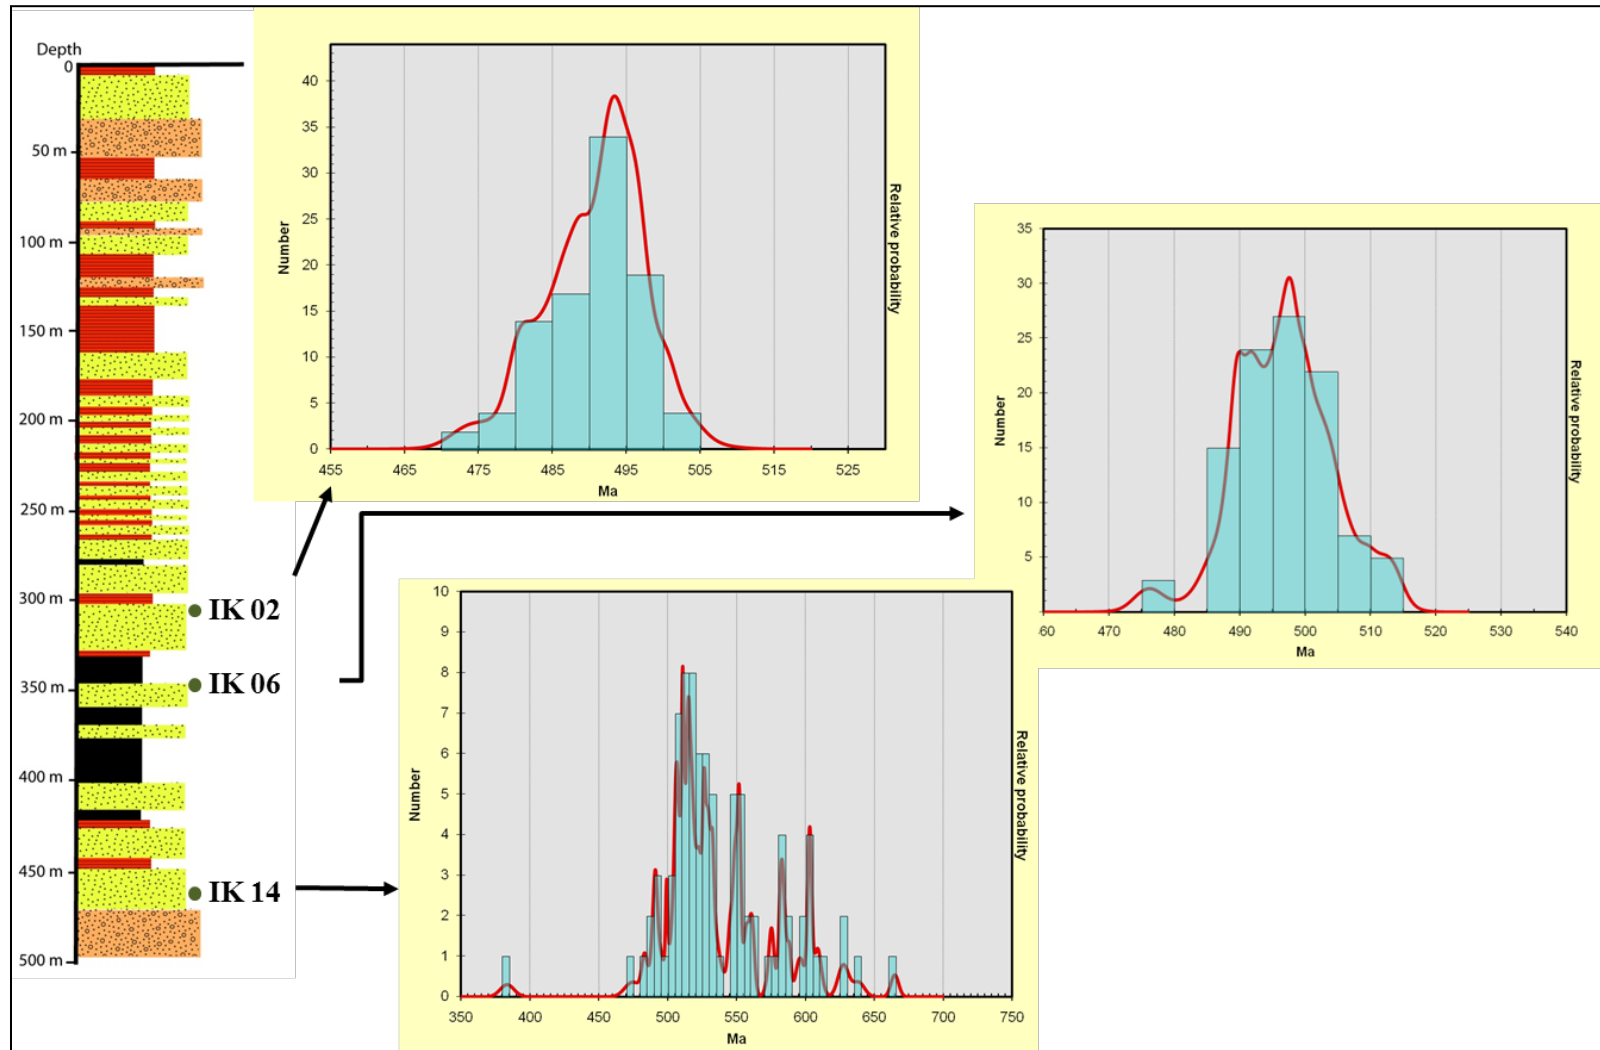 Depth
0
50 m
100 m
150 m
200 m
250 m
300 m
350 m
400 m
450 m
500 m
IK 02
IK 06
IK 14
Number
40
35
30
25
20
15
10
5
0
455 465 475 485 495 505 515 525
Ma
Relative probability
Number
35
30
25
20
15
10
5
60 470 480 490 500 510 520 530 540
Ma
Relative probability
Number
10
9
8
7
6
5
4
3
2
1
0
350 400 450 500 550 600 650 700 750
Ma
Relative probability